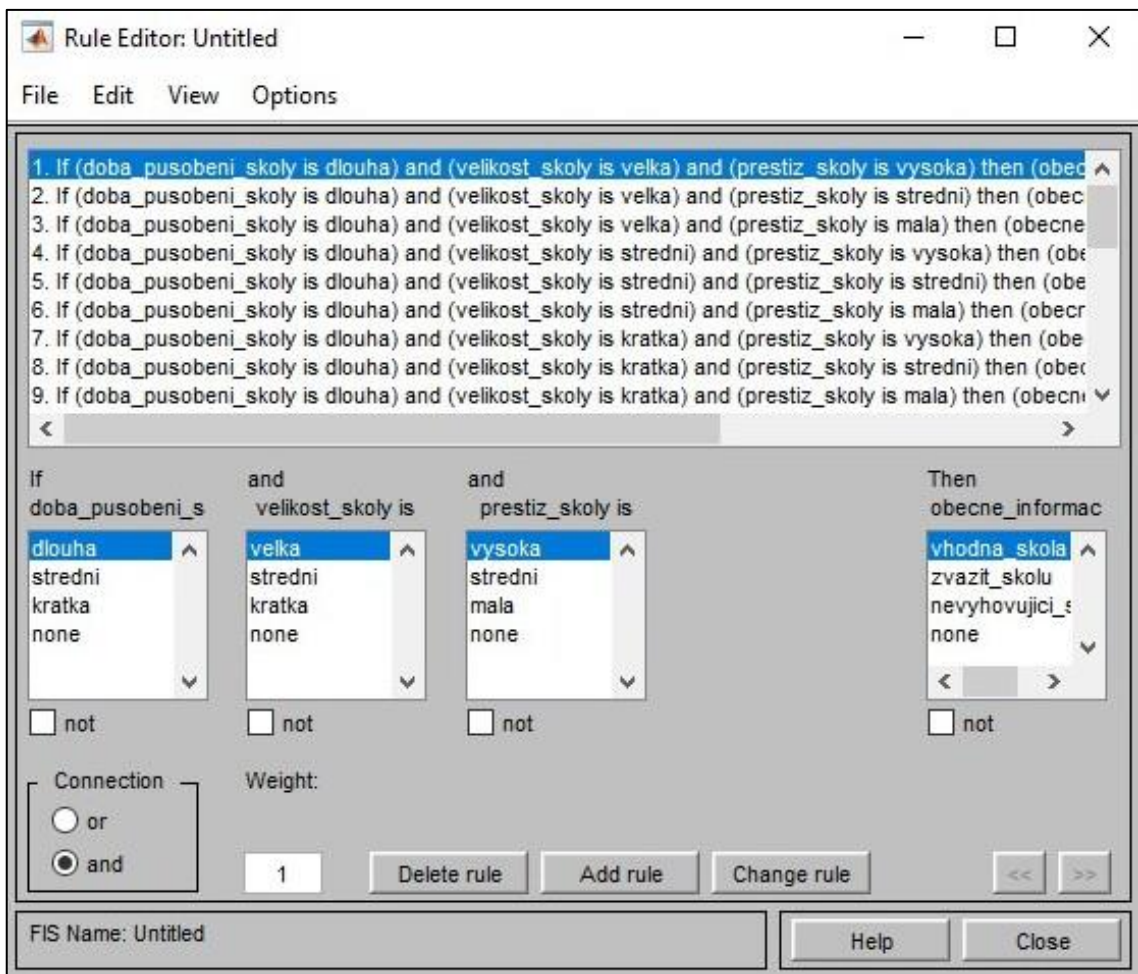 Rule Editor: Untitled
File Edit View Options
1. If (doba_pusobeni_skoly is dlouha) and (velikost_skoly is velka) and (prestiz_skoly is vysoka) then (obec
2. If (doba_pusobeni_skoly is dlouha) and (velikost_skoly is velka) and (prestiz_skoly is stredni) then (obec
3. If (doba_pusobeni_skoly is dlouha) and (velikost_skoly is velka) and (prestiz_skoly is mala) then (obecne
4. If (doba_pusobeni_skoly is dlouha) and (velikost_skoly is stredni) and (prestiz_skoly is vysoka) then (obe
5. If (doba_pusobeni_skoly is dlouha) and (velikost_skoly is stredni) and (prestiz_skoly is stredni) then (obe
6. If (doba_pusobeni_skoly is dlouha) and (velikost_skoly is stredni) and (prestiz_skoly is mala) then (obecr
7. If (doba_pusobeni_skoly is dlouha) and (velikost_skoly is kratka) and (prestiz_skoly is vysoka) then (obe
8. If (doba_pusobeni_skoly is dlouha) and (velikost_skoly is kratka) and (prestiz_skoly is stredni) then (obec
9. If (doba_pusobeni_skoly is dlouha) and (velikost_skoly is kratka) and (prestiz_skoly is mala) then (obecn
If
doba_pusobeni_s
dlouha
stredni
kratka
none
not
and
velikost_skoly is
velka
stredni
kratka
none
not
and
prestiz_skoly is
vysoka
stredni
mala
none
not
Then
obecne_informac
vhodna_skola
zvazit_skolu
nevyhovujici_s
none
not
Connection
or
and
Weight:
1
Delete rule
Add rule
Change rule
<<
>>
FIS Name: Untitled
Help
Close